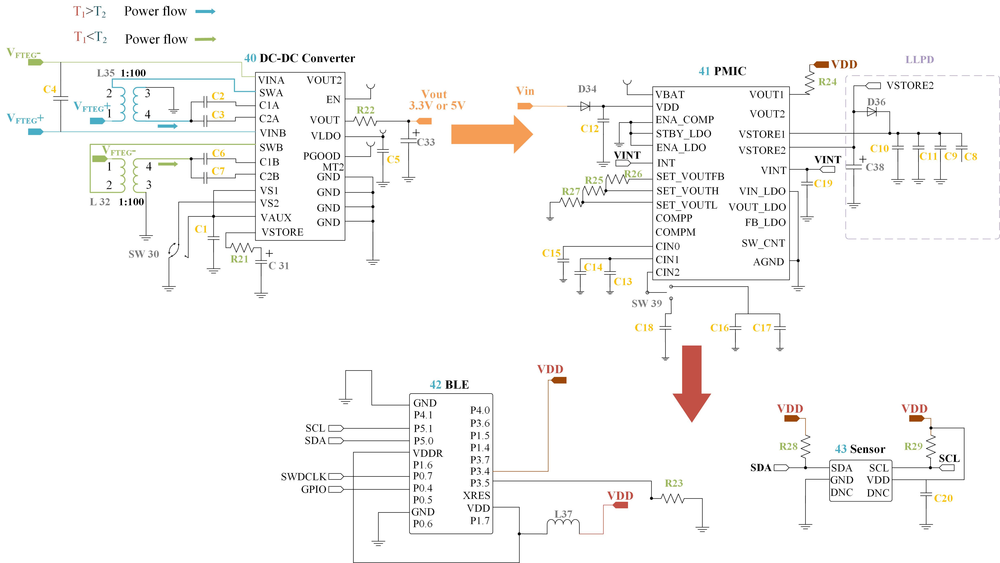 T1>T2 Power flow
T1<T2 Power flow
VFTEG-
C4
VFTEG+
L35 1:100
2
3
VFTEG+
1
4
C2
C3
VFTEG-
1
4
2
3
L 32 1:100
C6
C7
SW 30
C1
R21
C 31
40 DC-DC Converter
VINA
SWA
C1A
C2A
VINB
SWB
C1B
C2B
VS1
VS2
VAUX
VSTORE
VOUT2
EN
VOUT
VLDO
PGOOD
MT2
GND
GND
GND
GND
R22
Vout
3.3V or 5V
+
C33
C5
+
Vin
D34
C12
41 PMIC
VBAT
VDD
ENA_COMP
STBY_LDO
ENA_LDO
VINT
INT
SET_VOUTFB
SET_VOUTH
SET_VOUTL
COMPP
COMPM
CIN0
CIN1
CIN2
R26
R25
R27
C15
C14
C13
SW 39
C18
C16
C17
VOUT1
VOUT2
VSTORE1
VSTORE2
VINT
VIN_LDO
VOUT_LDO
FB_LDO
SW_CNT
AGND
VDD
R24
VINT
C19
LLPD
VSTORE2
D36
+
C38
C10
C11
C9
C8
42 BLE
GND
P4.1
P5.1
P5.0
VDDR
P1.6
P0.7
P0.4
P0.5
GND
P0.6
SCL
SDA
SWDCLK
GPIO
P4.0
P3.6
P1.5
P1.4
P3.7
P3.4
P3.5
XRES
VDD
P1.7
VDD
R23
VDD
L37
VDD
R28
SDA
43 Sensor
SDA
GND
DNC
SCL
VDD
DNC
VDD
R29
SCL
C20